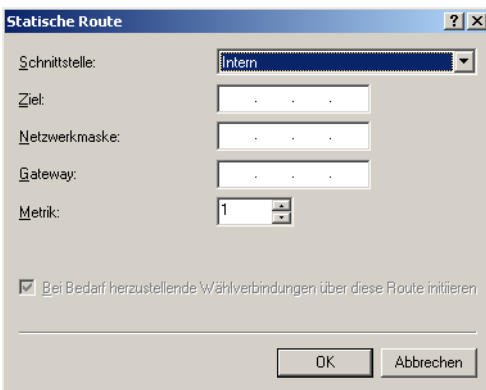 Statische Route
Schnittstelle: Intern
Ziel: . . .
Netzwerkmaske: . . .
Gateway: . . .
Metrik: 1
Bei Bedarf herzustellende Wählverbindungen über diese Route initiieren
OK Abbrechen